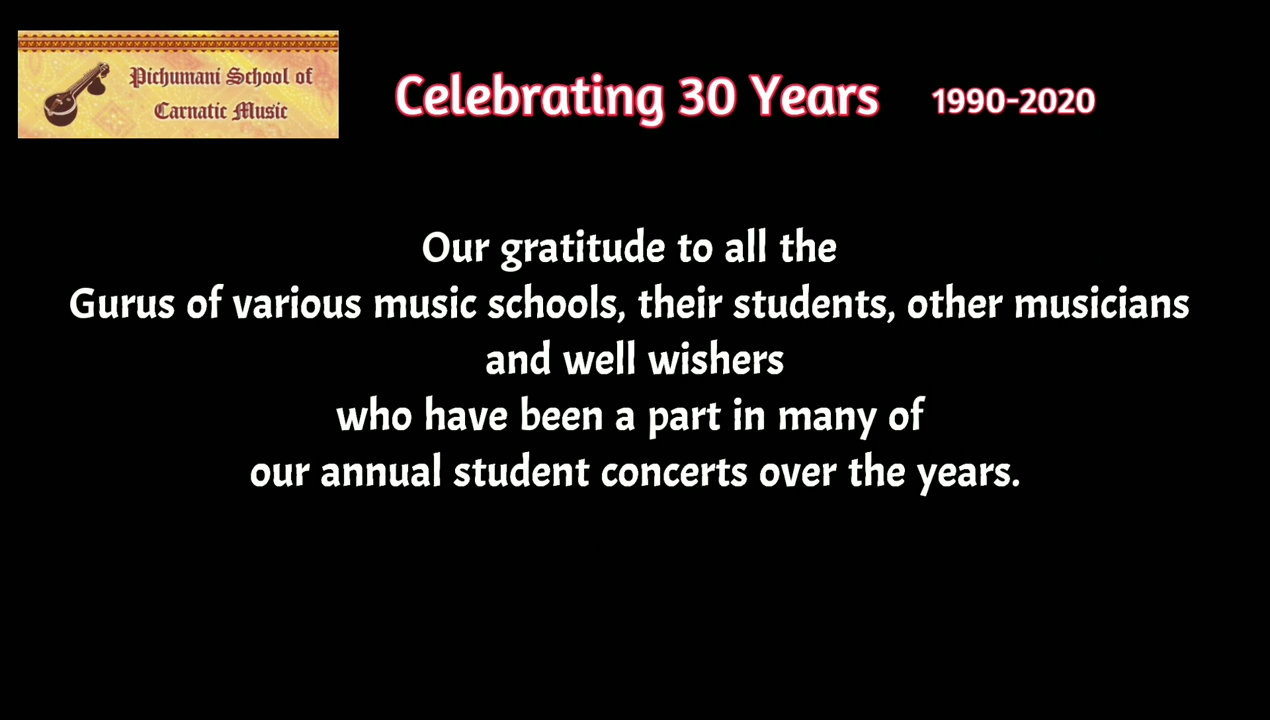 Pichumani School of
Carnatic Music
Celebrating 30 Years 1990-2020
Our gratitude to all the
Gurus of various music schools, their students, other musicians
and well wishers
who have been a part in many of
our annual student concerts over the years.